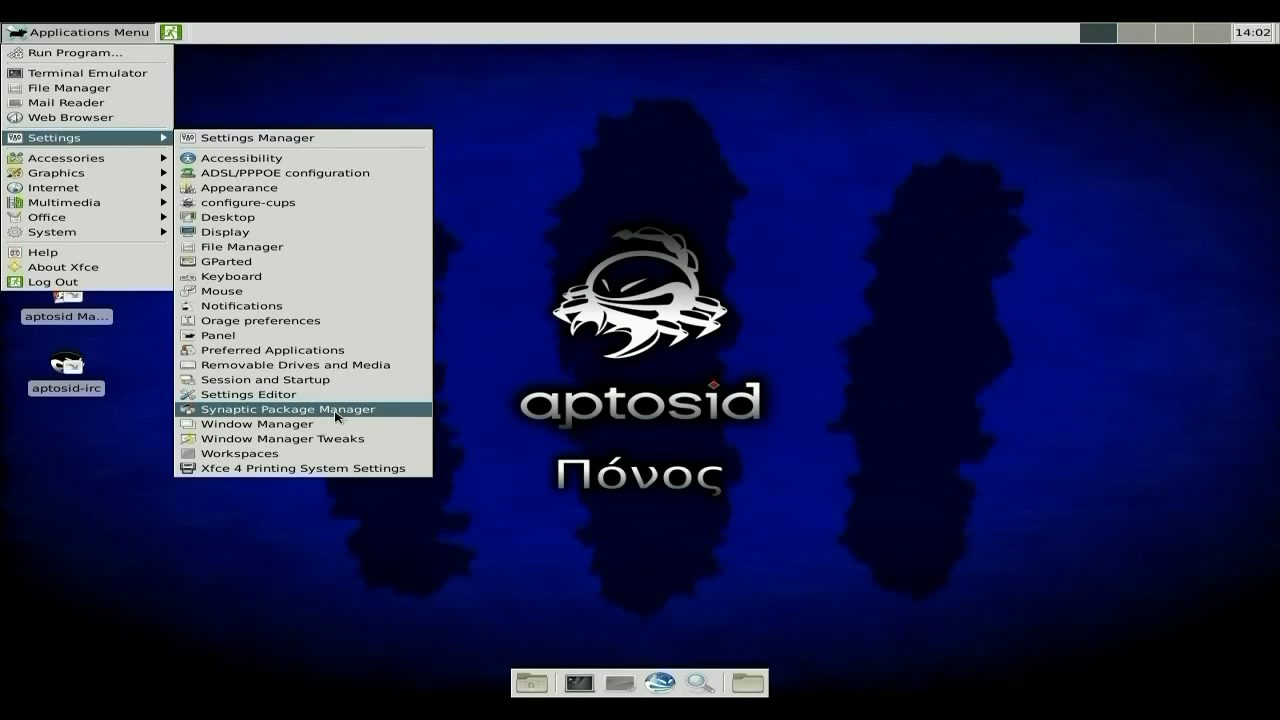 Applications Menu
14:02
Run Program...
Terminal Emulator
File Manager
Mail Reader
Web Browser
Settings
Accessories
Graphics
Internet
Multimedia
Office
System
Help
About Xfce
Log Out
Settings Manager
Accessibility
ADSL/PPPOE configuration
Appearance
configure-cups
Desktop
Display
File Manager
GParted
Keyboard
Mouse
Notifications
Orage preferences
Panel
Preferred Applications
Removable Drives and Media
Session and Startup
Settings Editor
Synaptic Package Manager
Window Manager
Window Manager Tweaks
Workspaces
Xfce 4 Printing System Settings
aptosid Ma...
aptosid-irc
aptosid
Πόνος